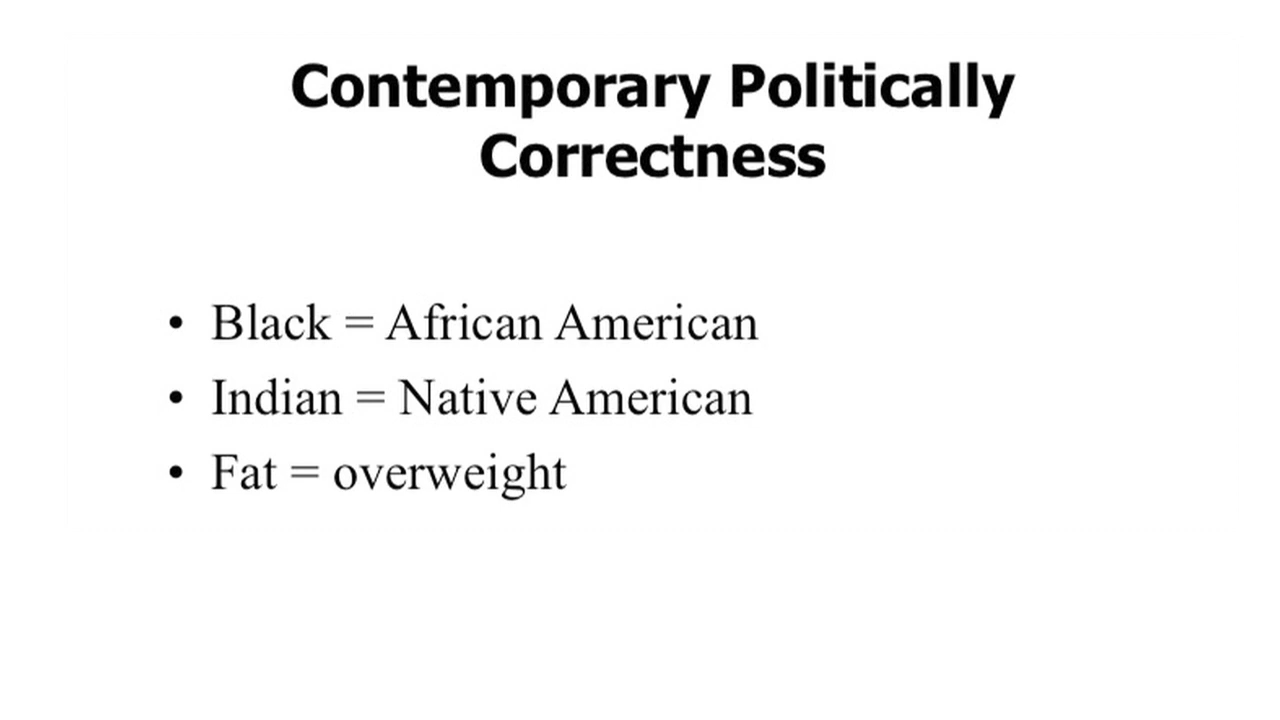 Contemporary Politically
Correctness
• Black = African American
• Indian = Native American
• Fat = overweight